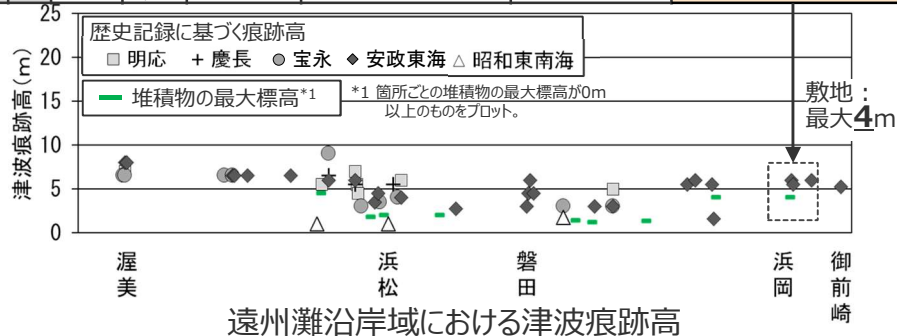 25
20
15
10
5
0
津波痕跡高(m)
歴史記録に基づく痕跡高
明応 慶長 宝永 安政東海 昭和東南海
堆積物の最大標高*1
*1 箇所ごとの堆積物の最大標高が0m
以上のものをプロット。
敷地:
最大4m
渥美
浜松
磐田
浜岡
御前崎
遠州灘沿岸域における津波痕跡高